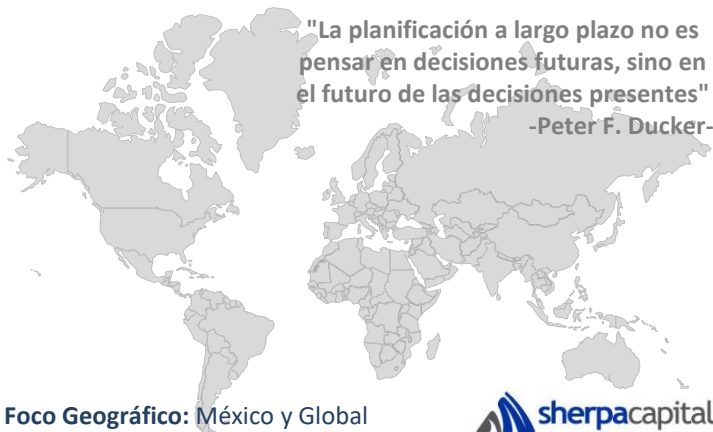 "La planificación a largo plazo no es
pensar en decisiones futuras, sino en
el futuro de las decisiones presentes"
-Peter F. Ducker-
Foco Geográfico: México y Global
sherpacapital